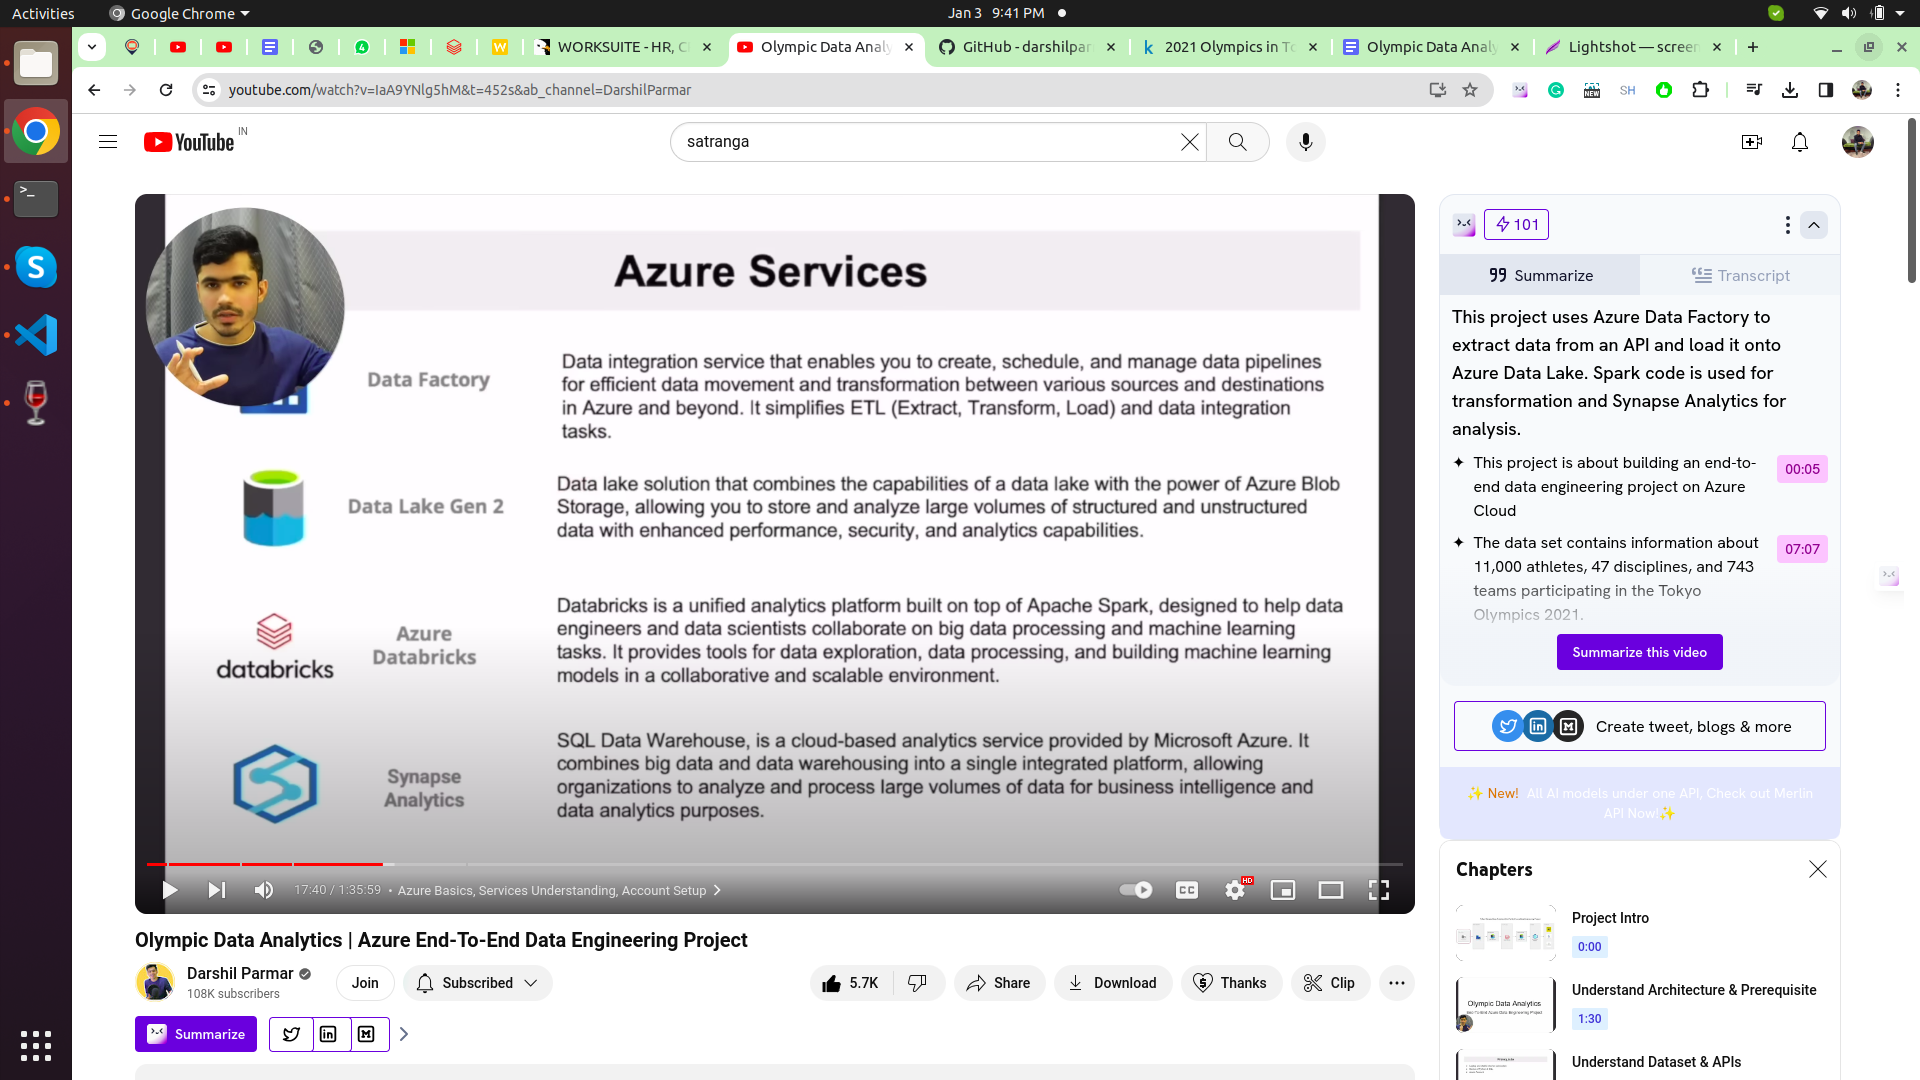 Activities
Google Chrome
Jan 3 9:41 PM
WORKSUITE - HR, C
Olympic Data Analy
GitHub - darshilpar
2021 Olympics in To
Olympic Data Analy
Lightshot — screen
youtube.com/watch?v=IaA9YNlg5hM&t=452s&ab_channel=DarshilParmar
NEW
SH
YouTube IN
satranga
Azure Services
Data Factory
Data integration service that enables you to create, schedule, and manage data pipelines
for efficient data movement and transformation between various sources and destinations
in Azure and beyond. It simplifies ETL (Extract, Transform, Load) and data integration
tasks.
Data Lake Gen 2
Data lake solution that combines the capabilities of a data lake with the power of Azure Blob
Storage, allowing you to store and analyze large volumes of structured and unstructured
data with enhanced performance, security, and analytics capabilities.
databricks
Azure
Databricks
Databricks is a unified analytics platform built on top of Apache Spark, designed to help data
engineers and data scientists collaborate on big data processing and machine learning
tasks. It provides tools for data exploration, data processing, and building machine learning
models in a collaborative and scalable environment.
Synapse
Analytics
SQL Data Warehouse, is a cloud-based analytics service provided by Microsoft Azure. It
combines big data and data warehousing into a single integrated platform, allowing
organizations to analyze and process large volumes of data for business intelligence and
data analytics purposes.
17:40 / 1:35:59 • Azure Basics, Services Understanding, Account Setup
CC
HD
Olympic Data Analytics | Azure End-To-End Data Engineering Project
Darshil Parmar
108K subscribers
Join
Subscribed
5.7K
Share
Download
Thanks
Clip
Summarize
101
Summarize
Transcript
This project uses Azure Data Factory to
extract data from an API and load it onto
Azure Data Lake. Spark code is used for
transformation and Synapse Analytics for
analysis.
This project is about building an end-to-
end data engineering project on Azure
Cloud
00:05
The data set contains information about
11,000 athletes, 47 disciplines, and 743
teams participating in the Tokyo
Olympics 2021.
07:07
Summarize this video
Create tweet, blogs & more
✨ New! All AI models under one API, Check out Merlin
API Now!✨
Chapters
Project Intro
0:00
Olympic Data Analytics
Understand Architecture & Prerequisite
1:30
Understand Dataset & APIs